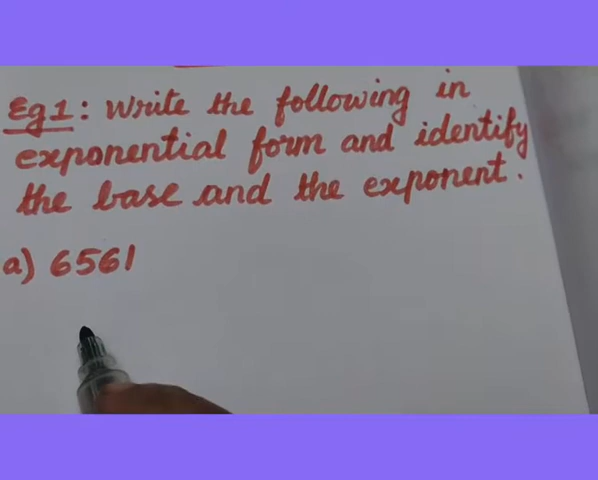 Eg1: Write the following in
exponential form and identify
the base and the exponent.
a) 6561